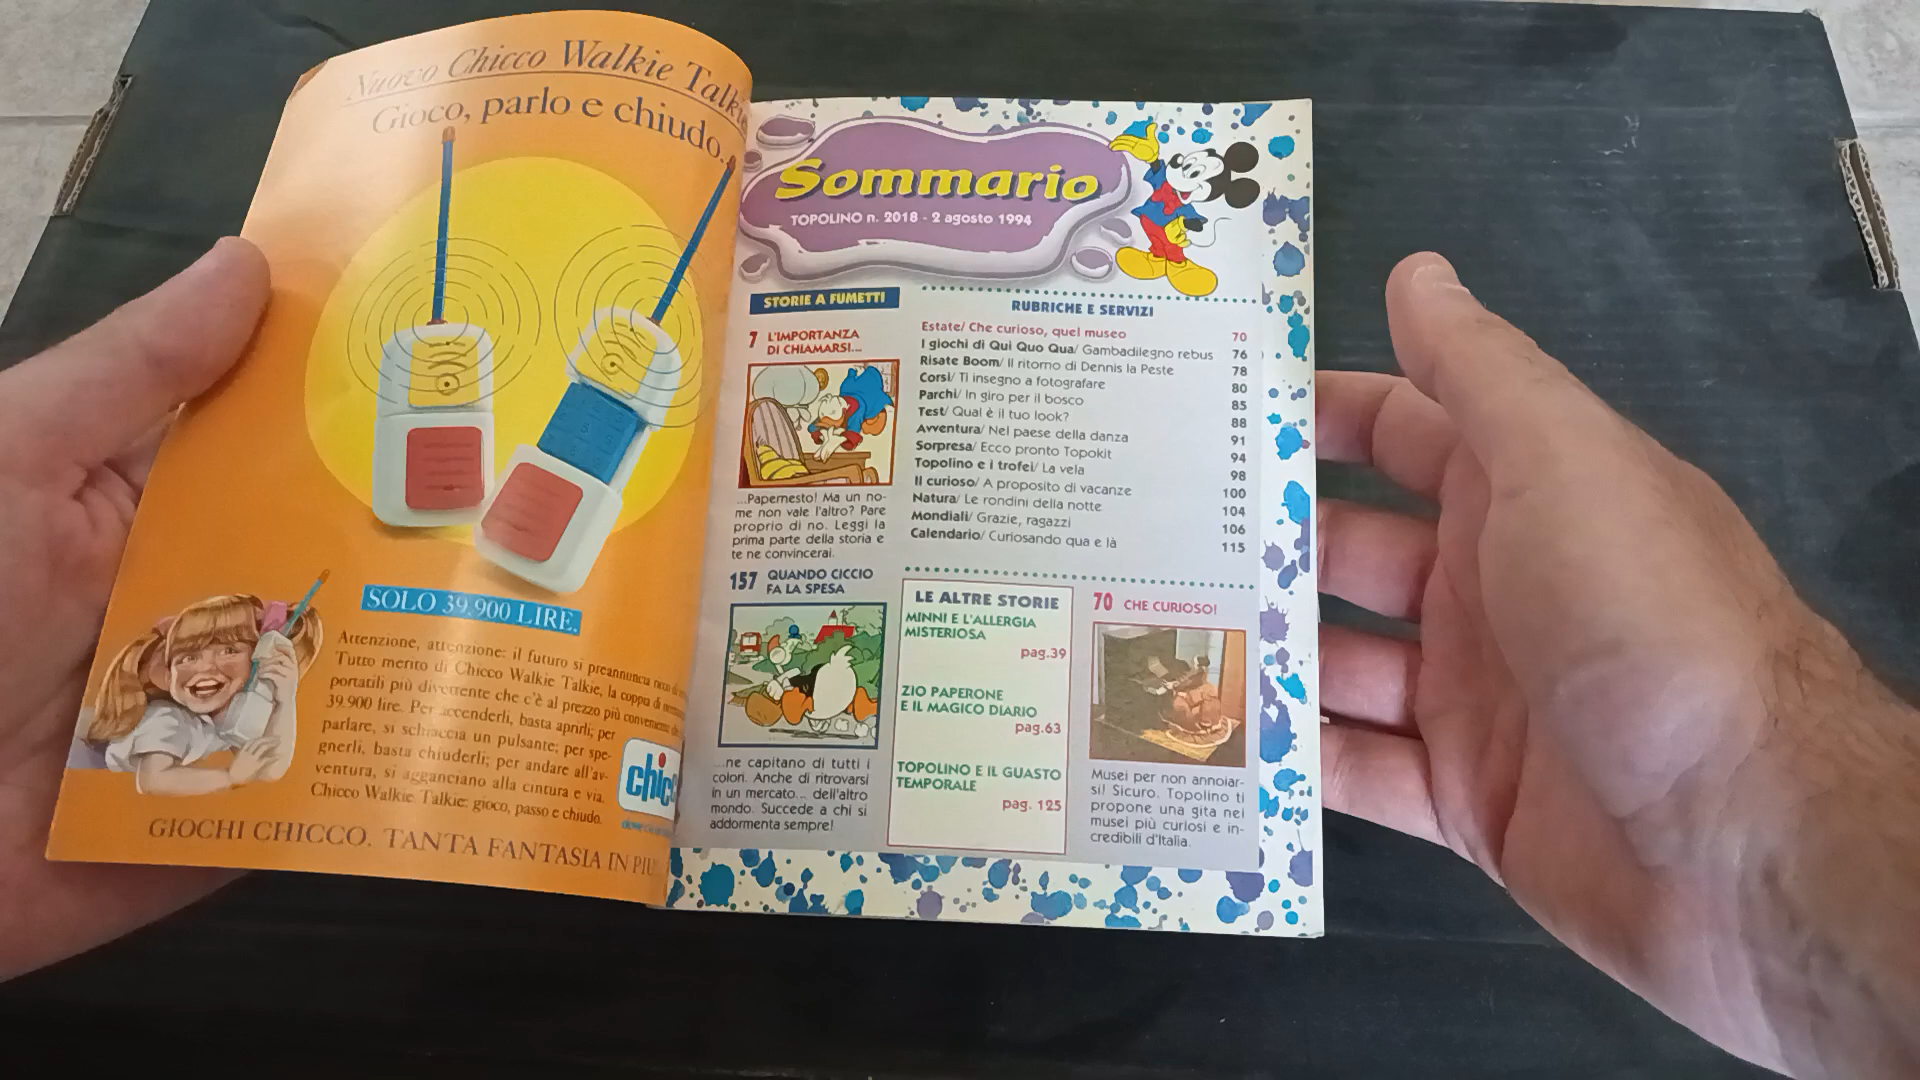 Nuovo Chicco Walkie Talkie
Gioco, parlo e chiudo.
SOLO 39.900 LIRE.
Attenzione, attenzione: il futuro si preannuncia
Tutto merito di Chicco Walkie Talkie, la coppia di
portatili più divertente che c'è al prezzo più
39.900 lire. Per accenderli, basta aprirli; per
parlare, si schiaccia un pulsante; per spe-
gnerli, basta chiuderli; per andare all'av-
ventura, si agganciano alla cintura e via.
Chicco Walkie Talkie: gioco, passo e chiudo.
chicc
GIOCHI CHICCO. TANTA FANTASIA IN PIÙ
Sommario
TOPOLINO n. 2018 - 2 agosto 1994
STORIE A FUMETTI
7 L'IMPORTANZA
DI CHIAMARSI...
...Papernesto! Ma un no-
me non vale l'altro? Pare
proprio di no. Leggi la
prima parte della storia e
te ne convincerai.
157 QUANDO CICCIO
FA LA SPESA
...ne capitano di tutti i
colori. Anche di ritrovarsi
in un mercato... dell'altro
mondo. Succede a chi si
addormenta sempre!
RUBRICHE E SERVIZI
Estate/ Che curioso, quel museo 70
I giochi di Qui Quo Qua/ Gambadilegno rebus 76
Risate Boom/ Il ritorno di Dennis la Peste 78
Corsi/ Ti insegno a fotografare 80
Parchi/ In giro per il bosco 85
Test/ Qual è il tuo look? 88
Avventura/ Nel paese della danza 91
Sorpresa/ Ecco pronto Topokit 94
Topolino e i trofei/ La vela 98
Il curioso/ A proposito di vacanze 100
Natura/ Le rondini della notte 104
Mondiali/ Grazie, ragazzi 106
Calendario/ Curiosando qua e là 115
LE ALTRE STORIE
MINNI E L'ALLERGIA
MISTERIOSA
pag.39
ZIO PAPERONE
E IL MAGICO DIARIO
pag.63
TOPOLINO E IL GUASTO
TEMPORALE
pag. 125
70 CHE CURIOSO!
Musei per non annoiar-
si! Sicuro. Topolino ti
propone una gita nei
musei più curiosi e in-
credibili d'Italia.